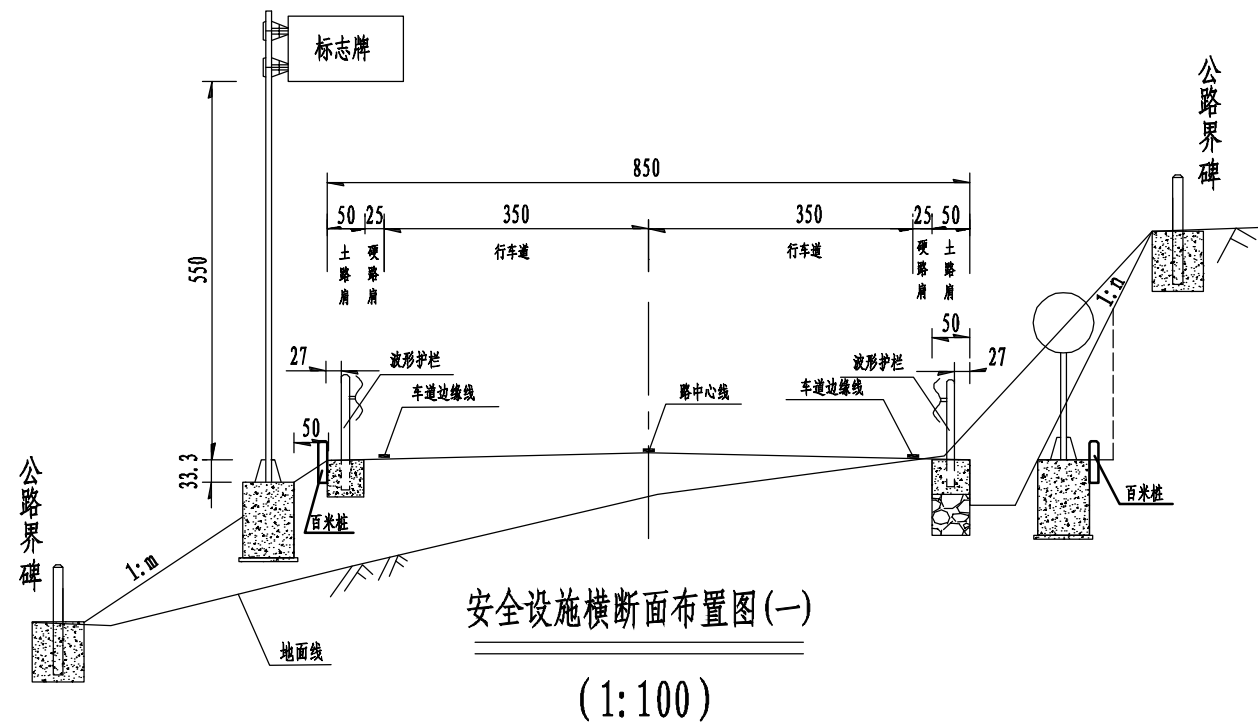 标志牌
公路界碑
850
50
25
350
350
25
50
土路肩
硬路肩
行车道
行车道
硬路肩
土路肩
550
1:n
50
27
波形护栏
波形护栏
27
车道边缘线
路中心线
车道边缘线
50
33.3
公路界碑
百米桩
百米桩
1:m
地面线
安全设施横断面布置图(一)
(1:100)